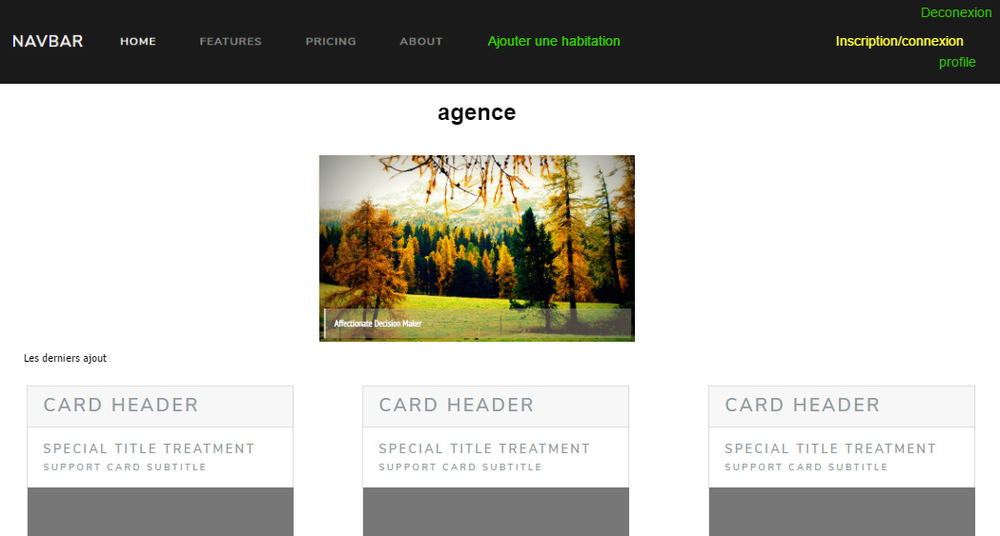 Deconexion
NAVBAR HOME FEATURES PRICING ABOUT Ajouter une habitation Inscription/connexion
profile
agence
Affectionate Decision Maker
Les derniers ajout
CARD HEADER CARD HEADER CARD HEADER
SPECIAL TITLE TREATMENT SPECIAL TITLE TREATMENT SPECIAL TITLE TREATMENT
SUPPORT CARD SUBTITLE SUPPORT CARD SUBTITLE SUPPORT CARD SUBTITLE